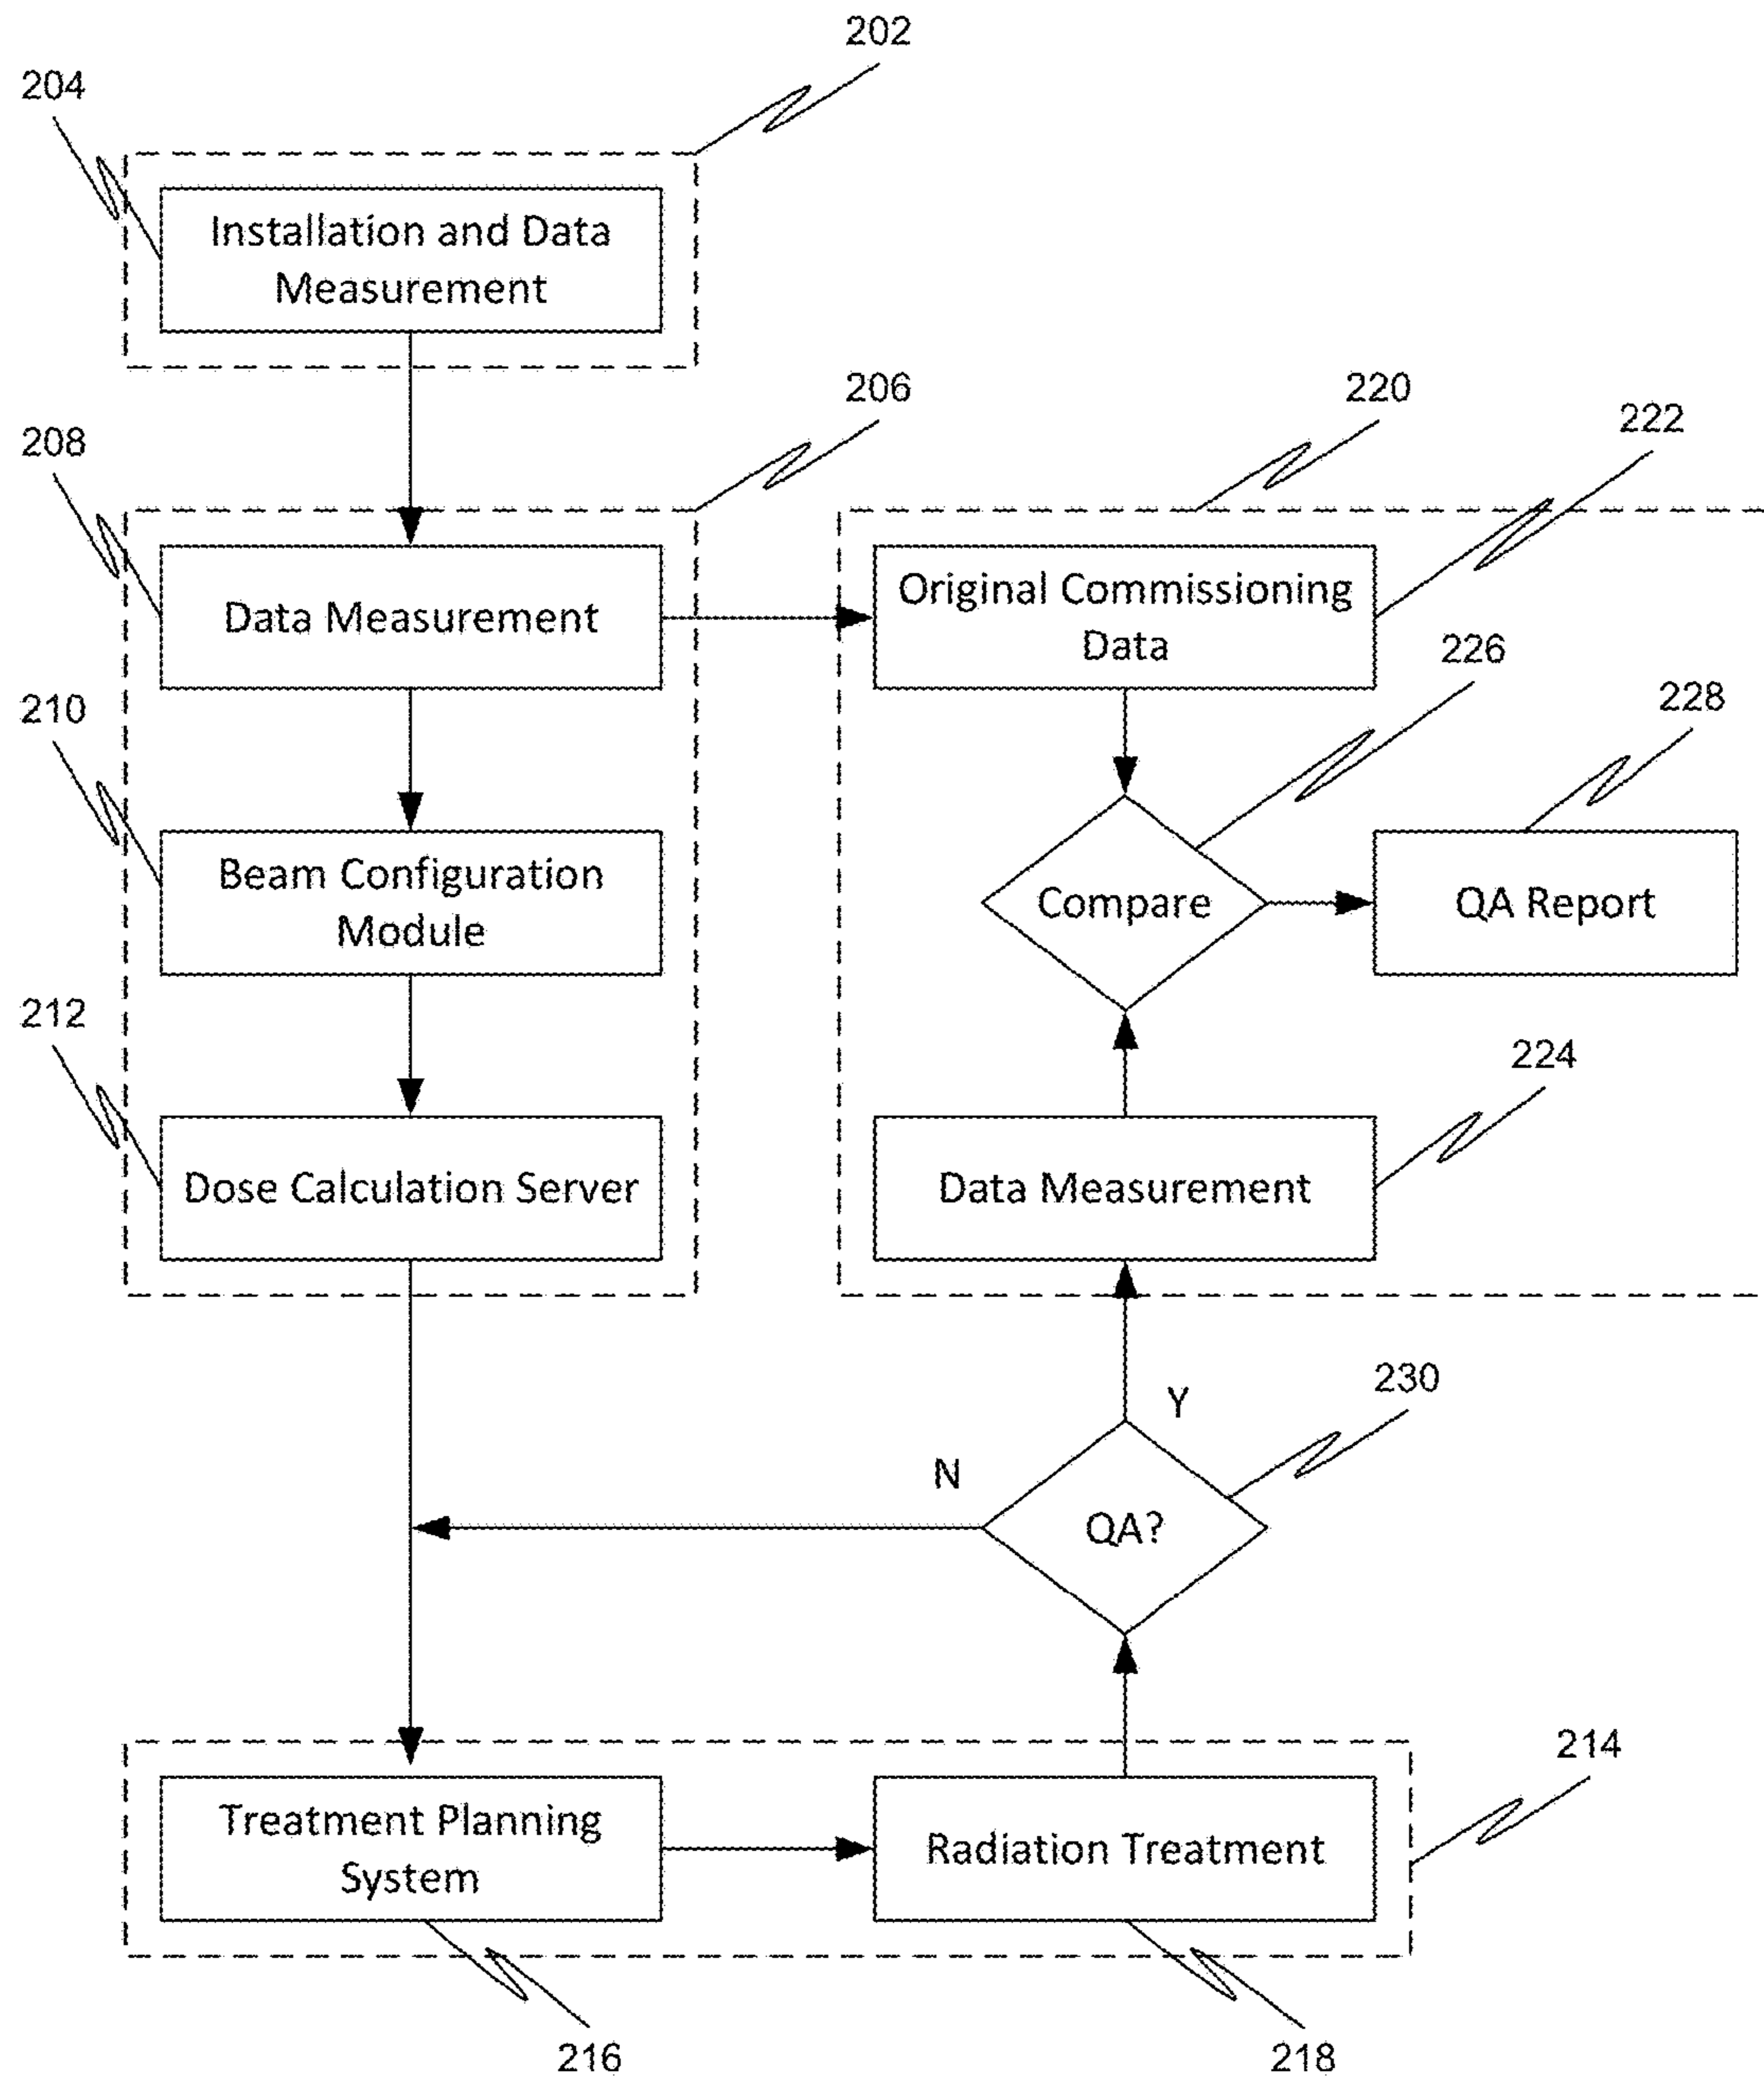 202
204
Installation and Data
Measurement
206
220
222
208
Data Measurement
Original Commissioning
Data
226
210
228
Beam Configuration
Module
Compare
QA Report
212
224
Dose Calculation Server
Data Measurement
230
Y
N
QA?
214
Treatment Planning
System
Radiation Treatment
216
218